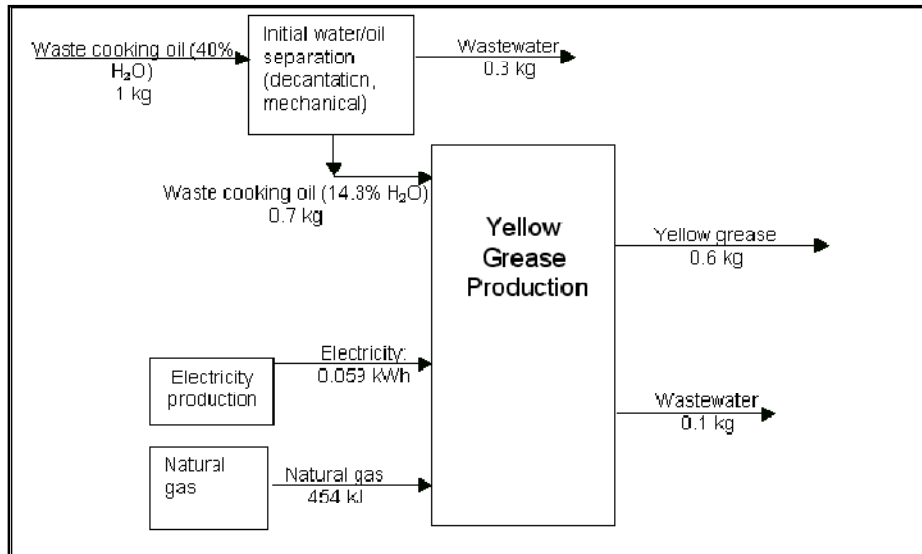 Waste cooking oil (40%
H₂O)
1 kg
Initial water/oil
separation
(decantation,
mechanical)
Wastewater
0.3 kg
Waste cooking oil (14.3% H₂O)
0.7 kg
Yellow
Grease
Production
Yellow grease
0.6 kg
Electricity
production
Electricity:
0.059 kWh
Wastewater
0.1 kg
Natural
gas
Natural gas
454 kJ